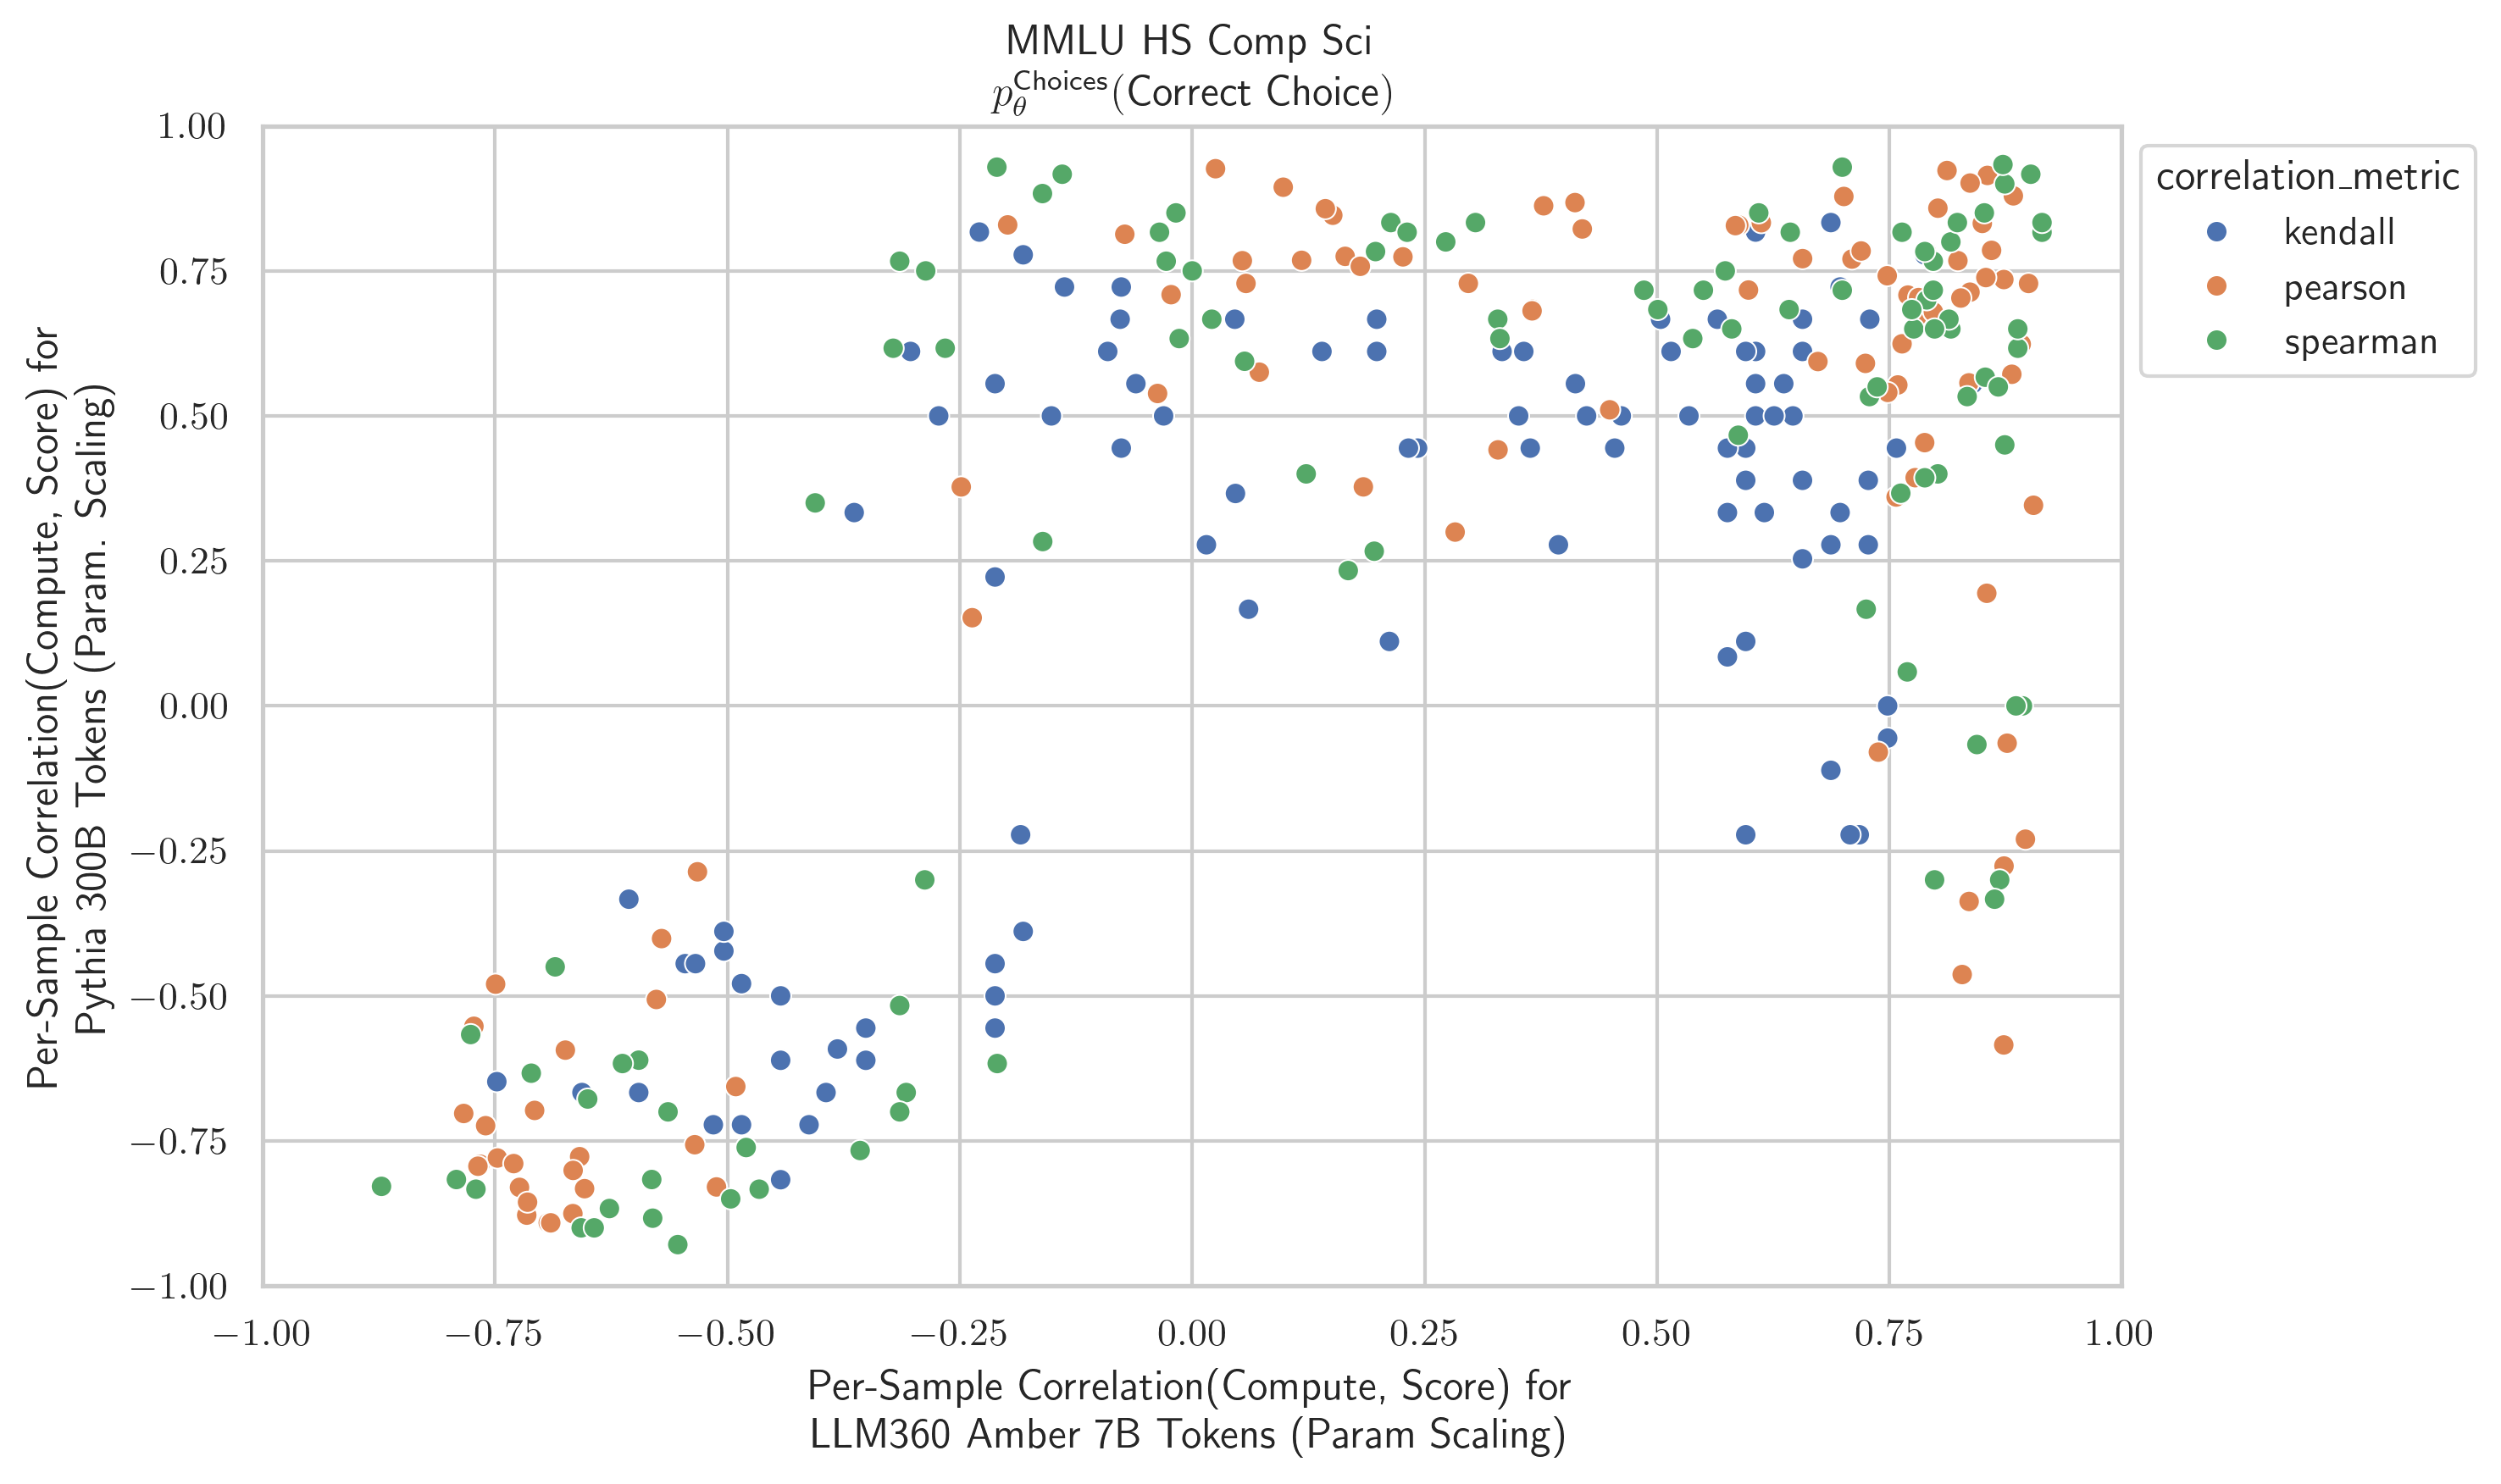 MMLU HS Comp Sci
p_θ^Choices(Correct Choice)
Per-Sample Correlation(Compute, Score) for
Pythia 300B Tokens (Param. Scaling)
1.00
0.75
0.50
0.25
0.00
−0.25
−0.50
−0.75
−1.00
−1.00 −0.75 −0.50 −0.25 0.00 0.25 0.50 0.75 1.00
Per-Sample Correlation(Compute, Score) for
LLM360 Amber 7B Tokens (Param Scaling)
correlation_metric
kendall
pearson
spearman